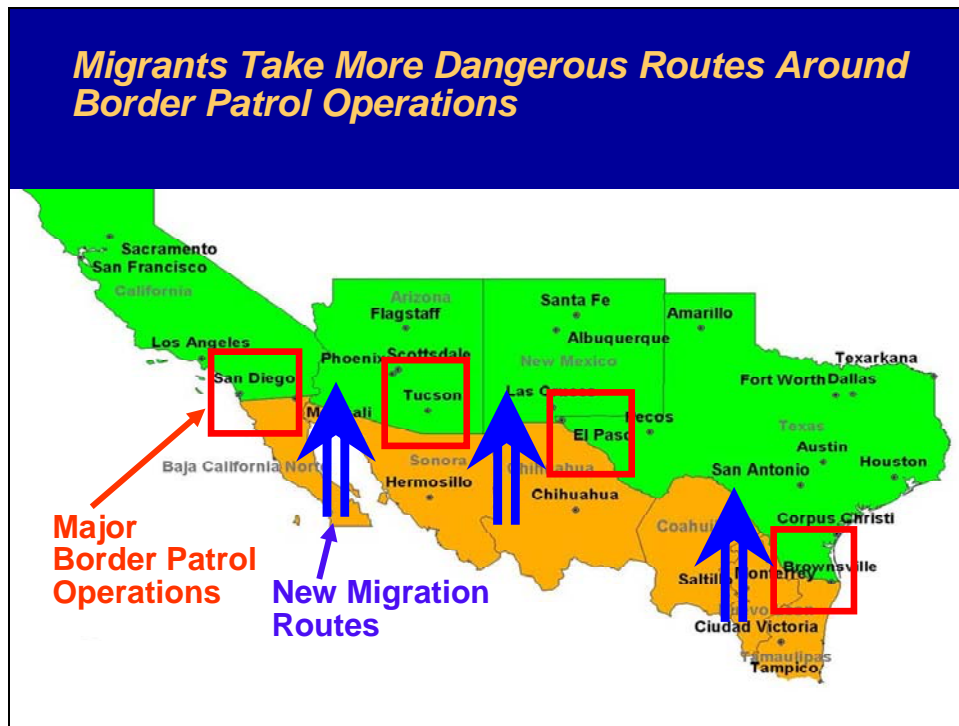 Migrants Take More Dangerous Routes Around
Border Patrol Operations
Sacramento
San Francisco
California
Arizona
Flagstaff
Santa Fe
Albuquerque
Amarillo
Los Angeles
Phoenix
Scottsdale
New Mexico
Texarkana
San Diego
Tucson
Las Cruces
Fort Worth
Dallas
El Paso
Pecos
Texas
Austin
Baja California Norte
Sonora
Chihuahua
San Antonio
Houston
Hermosillo
Chihuahua
Corpus Christi
Coahui
Major
Border Patrol
Operations
New Migration
Routes
Saltillo
Monterrey
Brownsville
Ciudad Victoria
Tamaulipas
Tampico